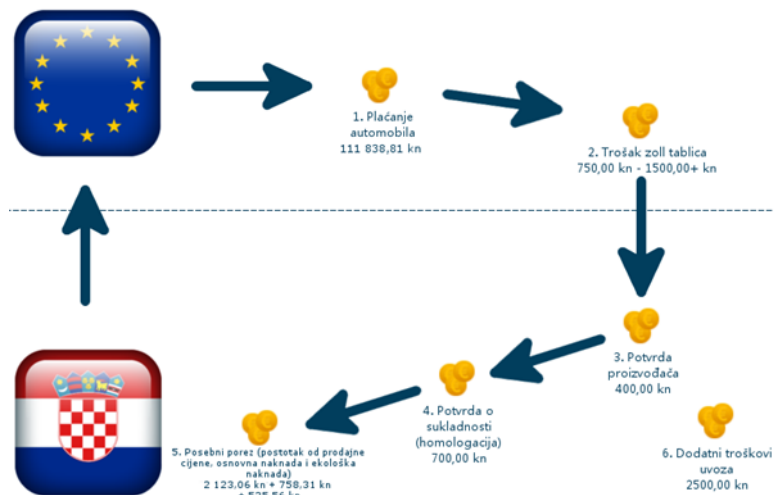 1. Plaćanje
automobila
111 838,81 kn
2. Trošak zoll tablica
750,00 kn - 1500,00+ kn
3. Potvrda
proizvođača
400,00 kn
4. Potvrda o
sukladnosti
(homologacija)
700,00 kn
5. Posebni porez (postotak od prodajne
cijene, osnovna naknada i ekološka
naknada)
2 123,06 kn + 758,31 kn
6. Dodatni troškovi
uvoza
2500,00 kn